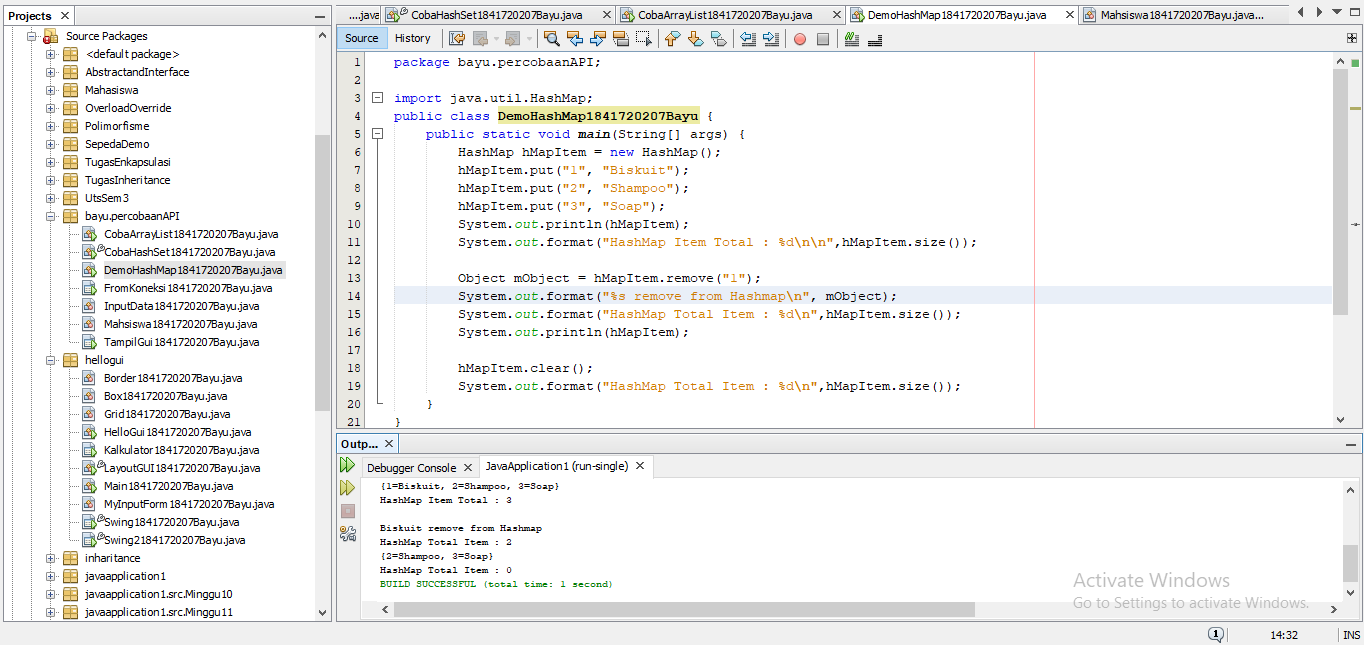 Projects
Source Packages
<default package>
AbstractandInterface
Mahasiswa
OverloadOverride
Polimorfisme
SepedaDemo
TugasEnkapsulasi
TugasInheritance
UtsSem3
bayu.percobaanAPI
CobaArrayList1841720207Bayu.java
CobaHashSet1841720207Bayu.java
DemoHashMap1841720207Bayu.java
FromKoneksi1841720207Bayu.java
InputData1841720207Bayu.java
Mahsiswa1841720207Bayu.java
TampilGui1841720207Bayu.java
hellogui
Border1841720207Bayu.java
Box1841720207Bayu.java
Grid1841720207Bayu.java
HelloGui1841720207Bayu.java
Kalkulator1841720207Bayu.java
LayoutGUI1841720207Bayu.java
Main1841720207Bayu.java
MyInputForm1841720207Bayu.java
Swing1841720207Bayu.java
Swing21841720207Bayu.java
inharitance
javaapplication1
javaapplication1.src.Minggu10
javaapplication1.src.Minggu11
....java CobaHashSet1841720207Bayu.java CobaArrayList1841720207Bayu.java DemoHashMap1841720207Bayu.java Mahsiswa1841720207Bayu.java...
Source History
1 package bayu.percobaanAPI;
2
3 import java.util.HashMap;
4 public class DemoHashMap1841720207Bayu {
5 public static void main(String[] args) {
6 HashMap hMapItem = new HashMap();
7 hMapItem.put("1", "Biskuit");
8 hMapItem.put("2", "Shampoo");
9 hMapItem.put("3", "Soap");
10 System.out.println(hMapItem);
11 System.out.format("HashMap Item Total : %d\n\n",hMapItem.size());
12
13 Object mObject = hMapItem.remove("1");
14 System.out.format("%s remove from Hashmap\n", mObject);
15 System.out.format("HashMap Total Item : %d\n",hMapItem.size());
16 System.out.println(hMapItem);
17
18 hMapItem.clear();
19 System.out.format("HashMap Total Item : %d\n",hMapItem.size());
20 }
21 }
Outp...
Debugger Console JavaApplication1 (run-single)
{1=Biskuit, 2=Shampoo, 3=Soap}
HashMap Item Total : 3
Biskuit remove from Hashmap
HashMap Total Item : 2
{2=Shampoo, 3=Soap}
HashMap Total Item : 0
BUILD SUCCESSFUL (total time: 1 second)
Activate Windows
Go to Settings to activate Windows.
1 14:32 INS